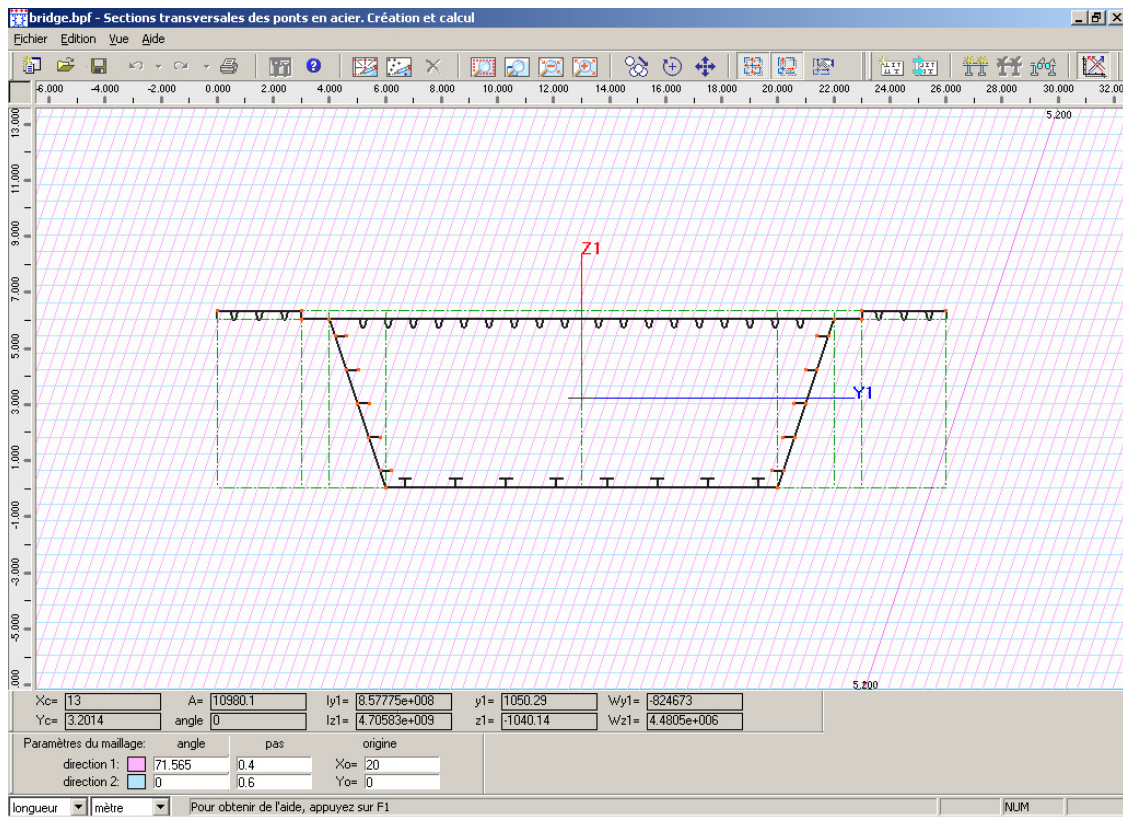 bridge.bpf - Sections transversales des ponts en acier. Création et calcul
Fichier Edition Vue Aide
-6.000 -4.000 -2.000 0.000 2.000 4.000 6.000 8.000 10.000 12.000 14.000 16.000 18.000 20.000 22.000 24.000 26.000 28.000 30.000 32.00
13.000
11.000
9.000
7.000
5.000
3.000
1.000
-1.000
-3.000
-5.000
.000
5.200
Z1
Y1
5.200
Xc= 13 A= 10980.1 Iy1= 8.57775e+008 y1= 1050.29 Wy1= -824673
Yc= 3.2014 angle 0 Iz1= 4.70583e+009 z1= -1040.14 Wz1= 4.4805e+006
Paramètres du maillage: angle pas origine
direction 1: 71.565 0.4 Xo= 20
direction 2: 0 0.6 Yo= 0
longueur mètre Pour obtenir de l'aide, appuyez sur F1 NUM